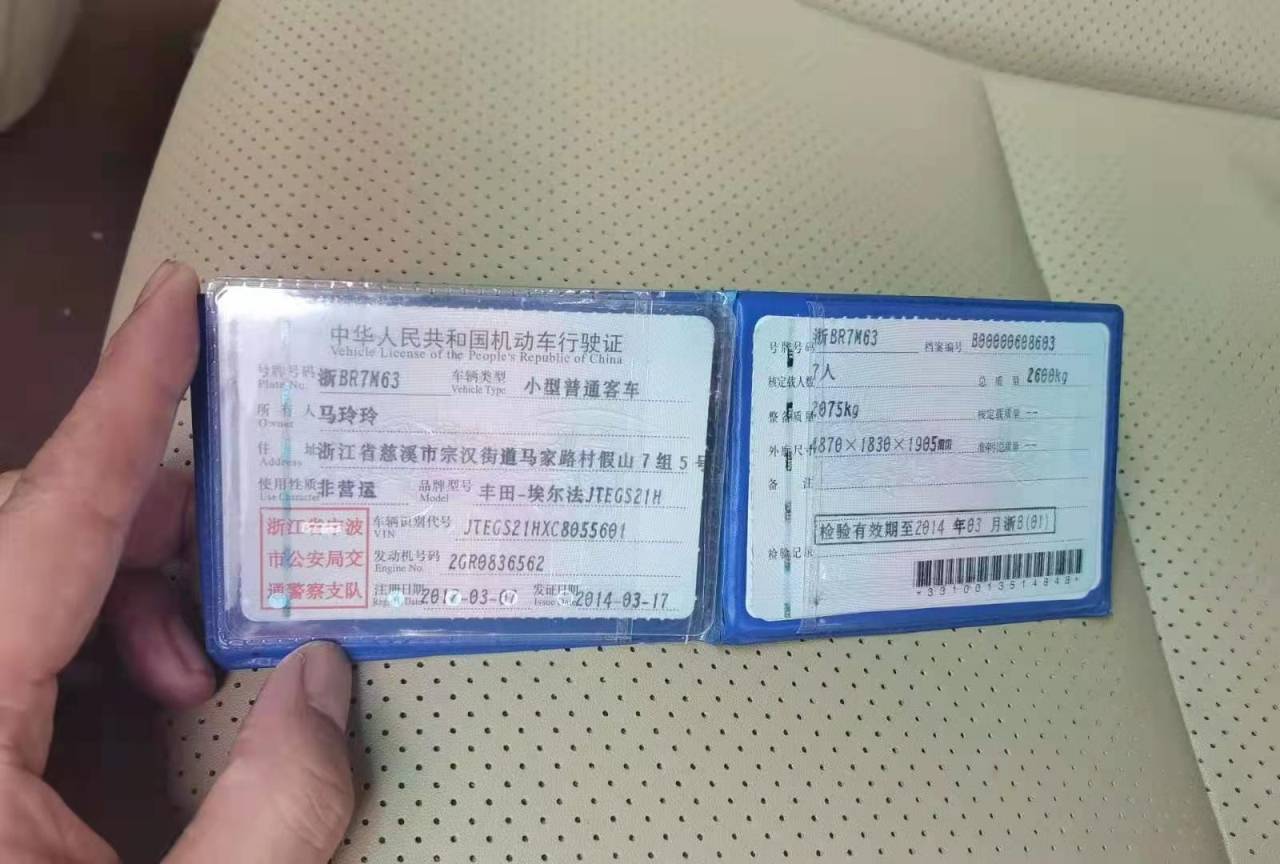 中华人民共和国机动车行驶证
Vehicle License of the People's Republic of China
号牌号码 浙BR7M63 车辆类型 小型普通客车
Plate No. Vehicle Type
所有人 马玲玲
Owner
住址 浙江省慈溪市宗汉街道马家路村假山7组5号
Address
使用性质 非营运 品牌型号 丰田-埃尔法JTEGS21H
Use Character Model
浙江省宁波
市公安局交
通警察支队
车辆识别代号 JTEGS21HXC8055601
VIN
发动机号码 2GR0836562
Engine No.
注册日期 发证日期 2014-03-17
Issue Date
号牌号码 浙BR7M63 档案编号 B00000608603
核定载人数 7人 总质量 2600kg
整备质量 2075kg 核定载质量 --
外廓尺寸 4870×1830×1905 --
备注
检验有效期至2014年03月浙B(01)
检验记录
*3310013514848*